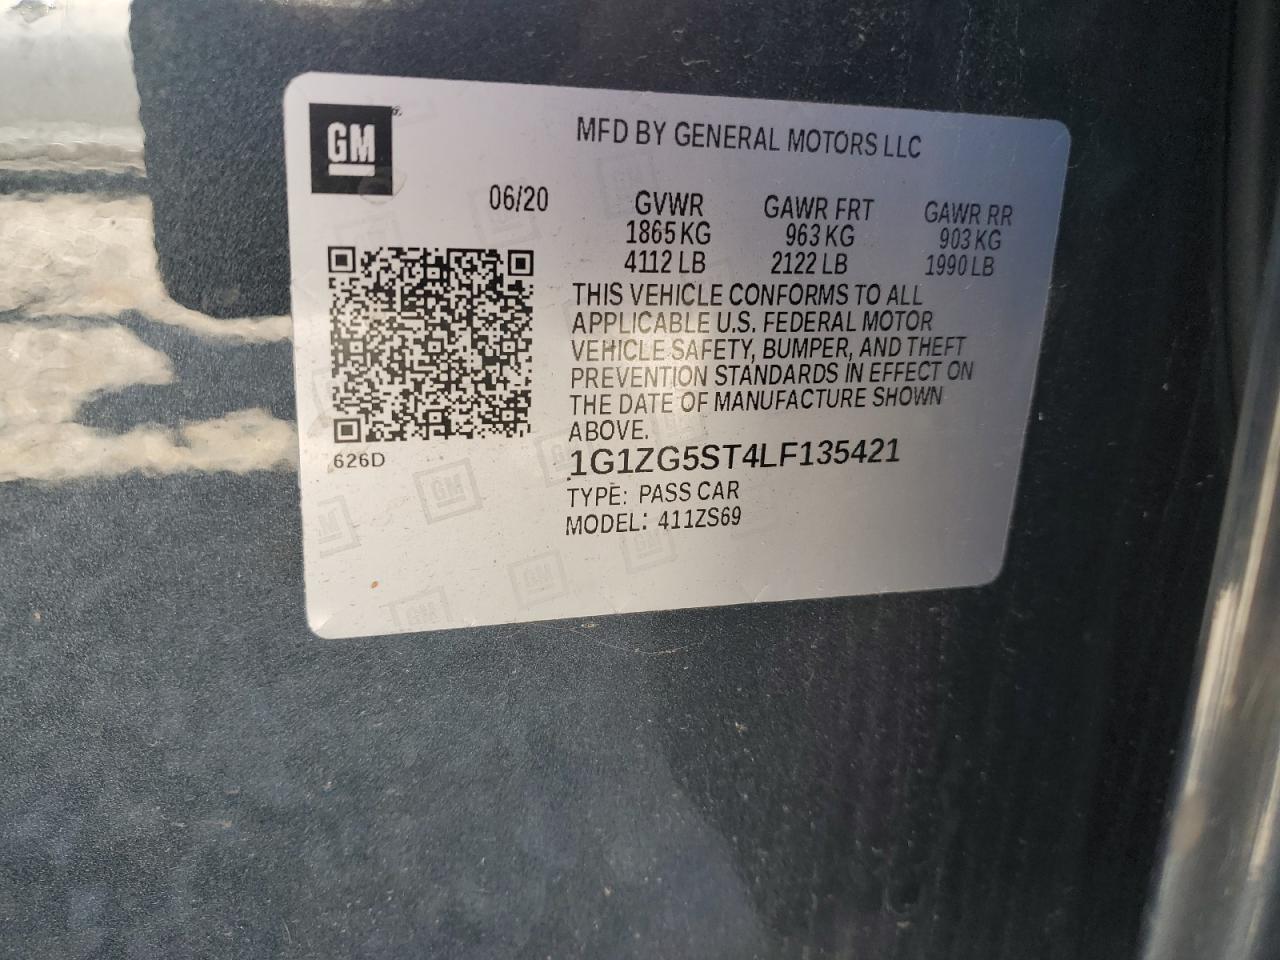 GM
MFD BY GENERAL MOTORS LLC
06/20
GVWR GAWR FRT GAWR RR
1865 KG 963 KG 903 KG
4112 LB 2122 LB 1990 LB
THIS VEHICLE CONFORMS TO ALL
APPLICABLE U.S. FEDERAL MOTOR
VEHICLE SAFETY, BUMPER, AND THEFT
PREVENTION STANDARDS IN EFFECT ON
THE DATE OF MANUFACTURE SHOWN
ABOVE.
626D
1G1ZG5ST4LF135421
TYPE: PASS CAR
MODEL: 411ZS69